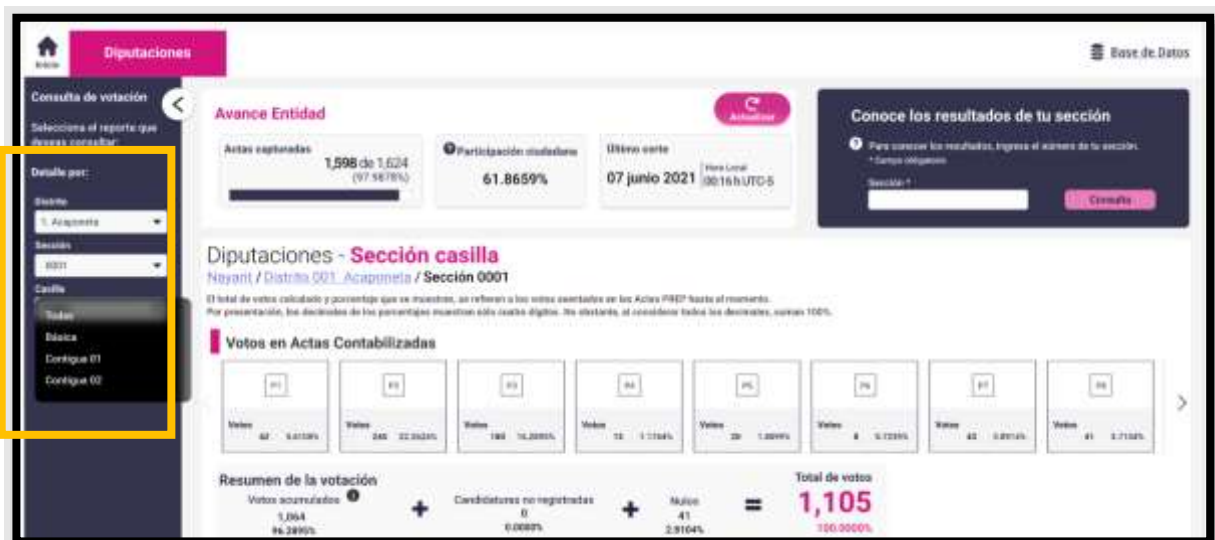 Inicio
Diputaciones
Base de Datos
Consulta de votación
Selecciona el reporte que
deseas consultar:
Detalle por:
Distrito
1. Acaponeta
Sección
0001
Casilla
Todas
Básica
Contigua 01
Contigua 02
Avance Entidad
Actualizar
Actas capturadas
1,598 de 1,624
Participación ciudadana
61.8659%
Último corte
07 junio 2021
Hora Local
00:16 h UTC-5
Conoce los resultados de tu sección
Para conocer los resultados, ingresa el número de tu sección.
* Campo obligatorio
Sección *
Consulta
Diputaciones - Sección casilla
Nayarit / Distrito 001. Acaponeta / Sección 0001
El total de votos calculado y porcentaje que se muestran, se refieren a los votos asentados en las Actas PREP hasta el momento.
Por presentación, los decimales de los porcentajes muestran sólo cuatro dígitos. No obstante, al considerar todos los decimales, suman 100%.
Votos en Actas Contabilizadas
P1
P2
P3
P4
P5
P6
P7
P8
Votos
Votos
Votos
Votos
Votos
Votos
Votos
Votos
Resumen de la votación
Votos acumulados
1,064
+
Candidaturas no registradas
0
0.0000%
+
Nulos
41
=
Total de votos
1,105
100.0000%